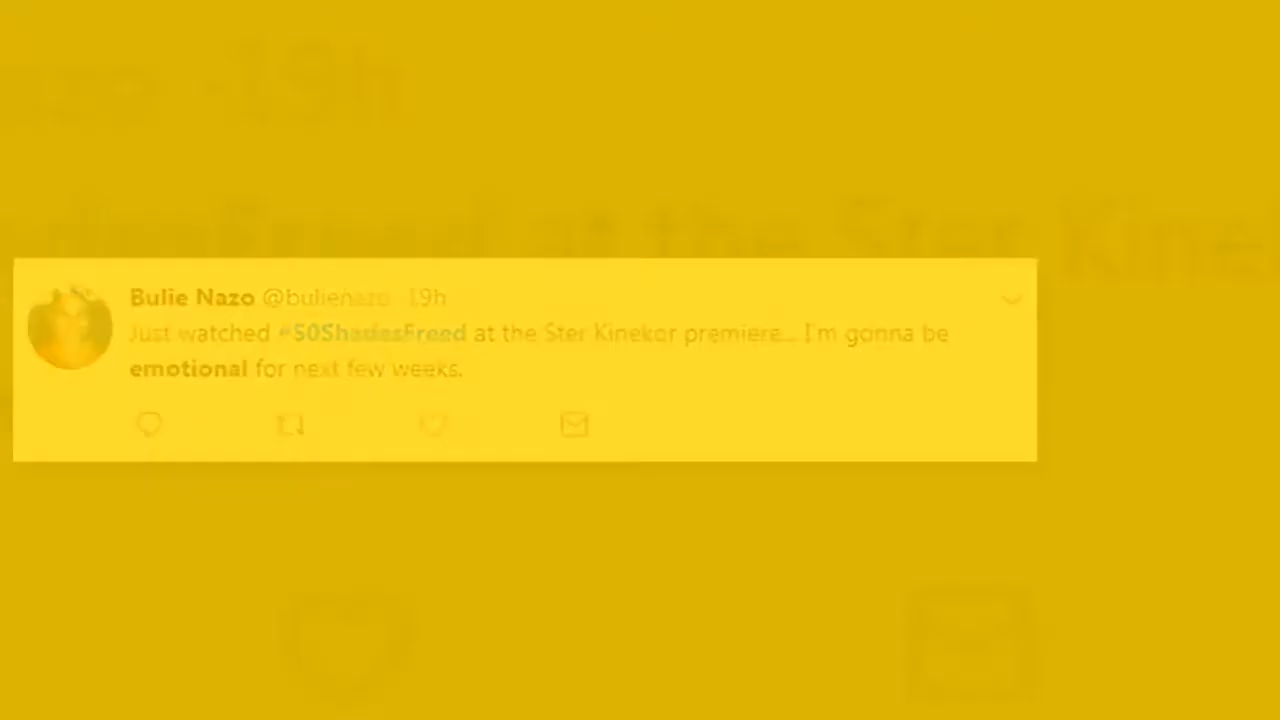 Bulie Nazo @bulienazo · 19h
Just watched #50ShadesFreed at the Ster Kinekor premiere... I'm gonna be
emotional for next few weeks.